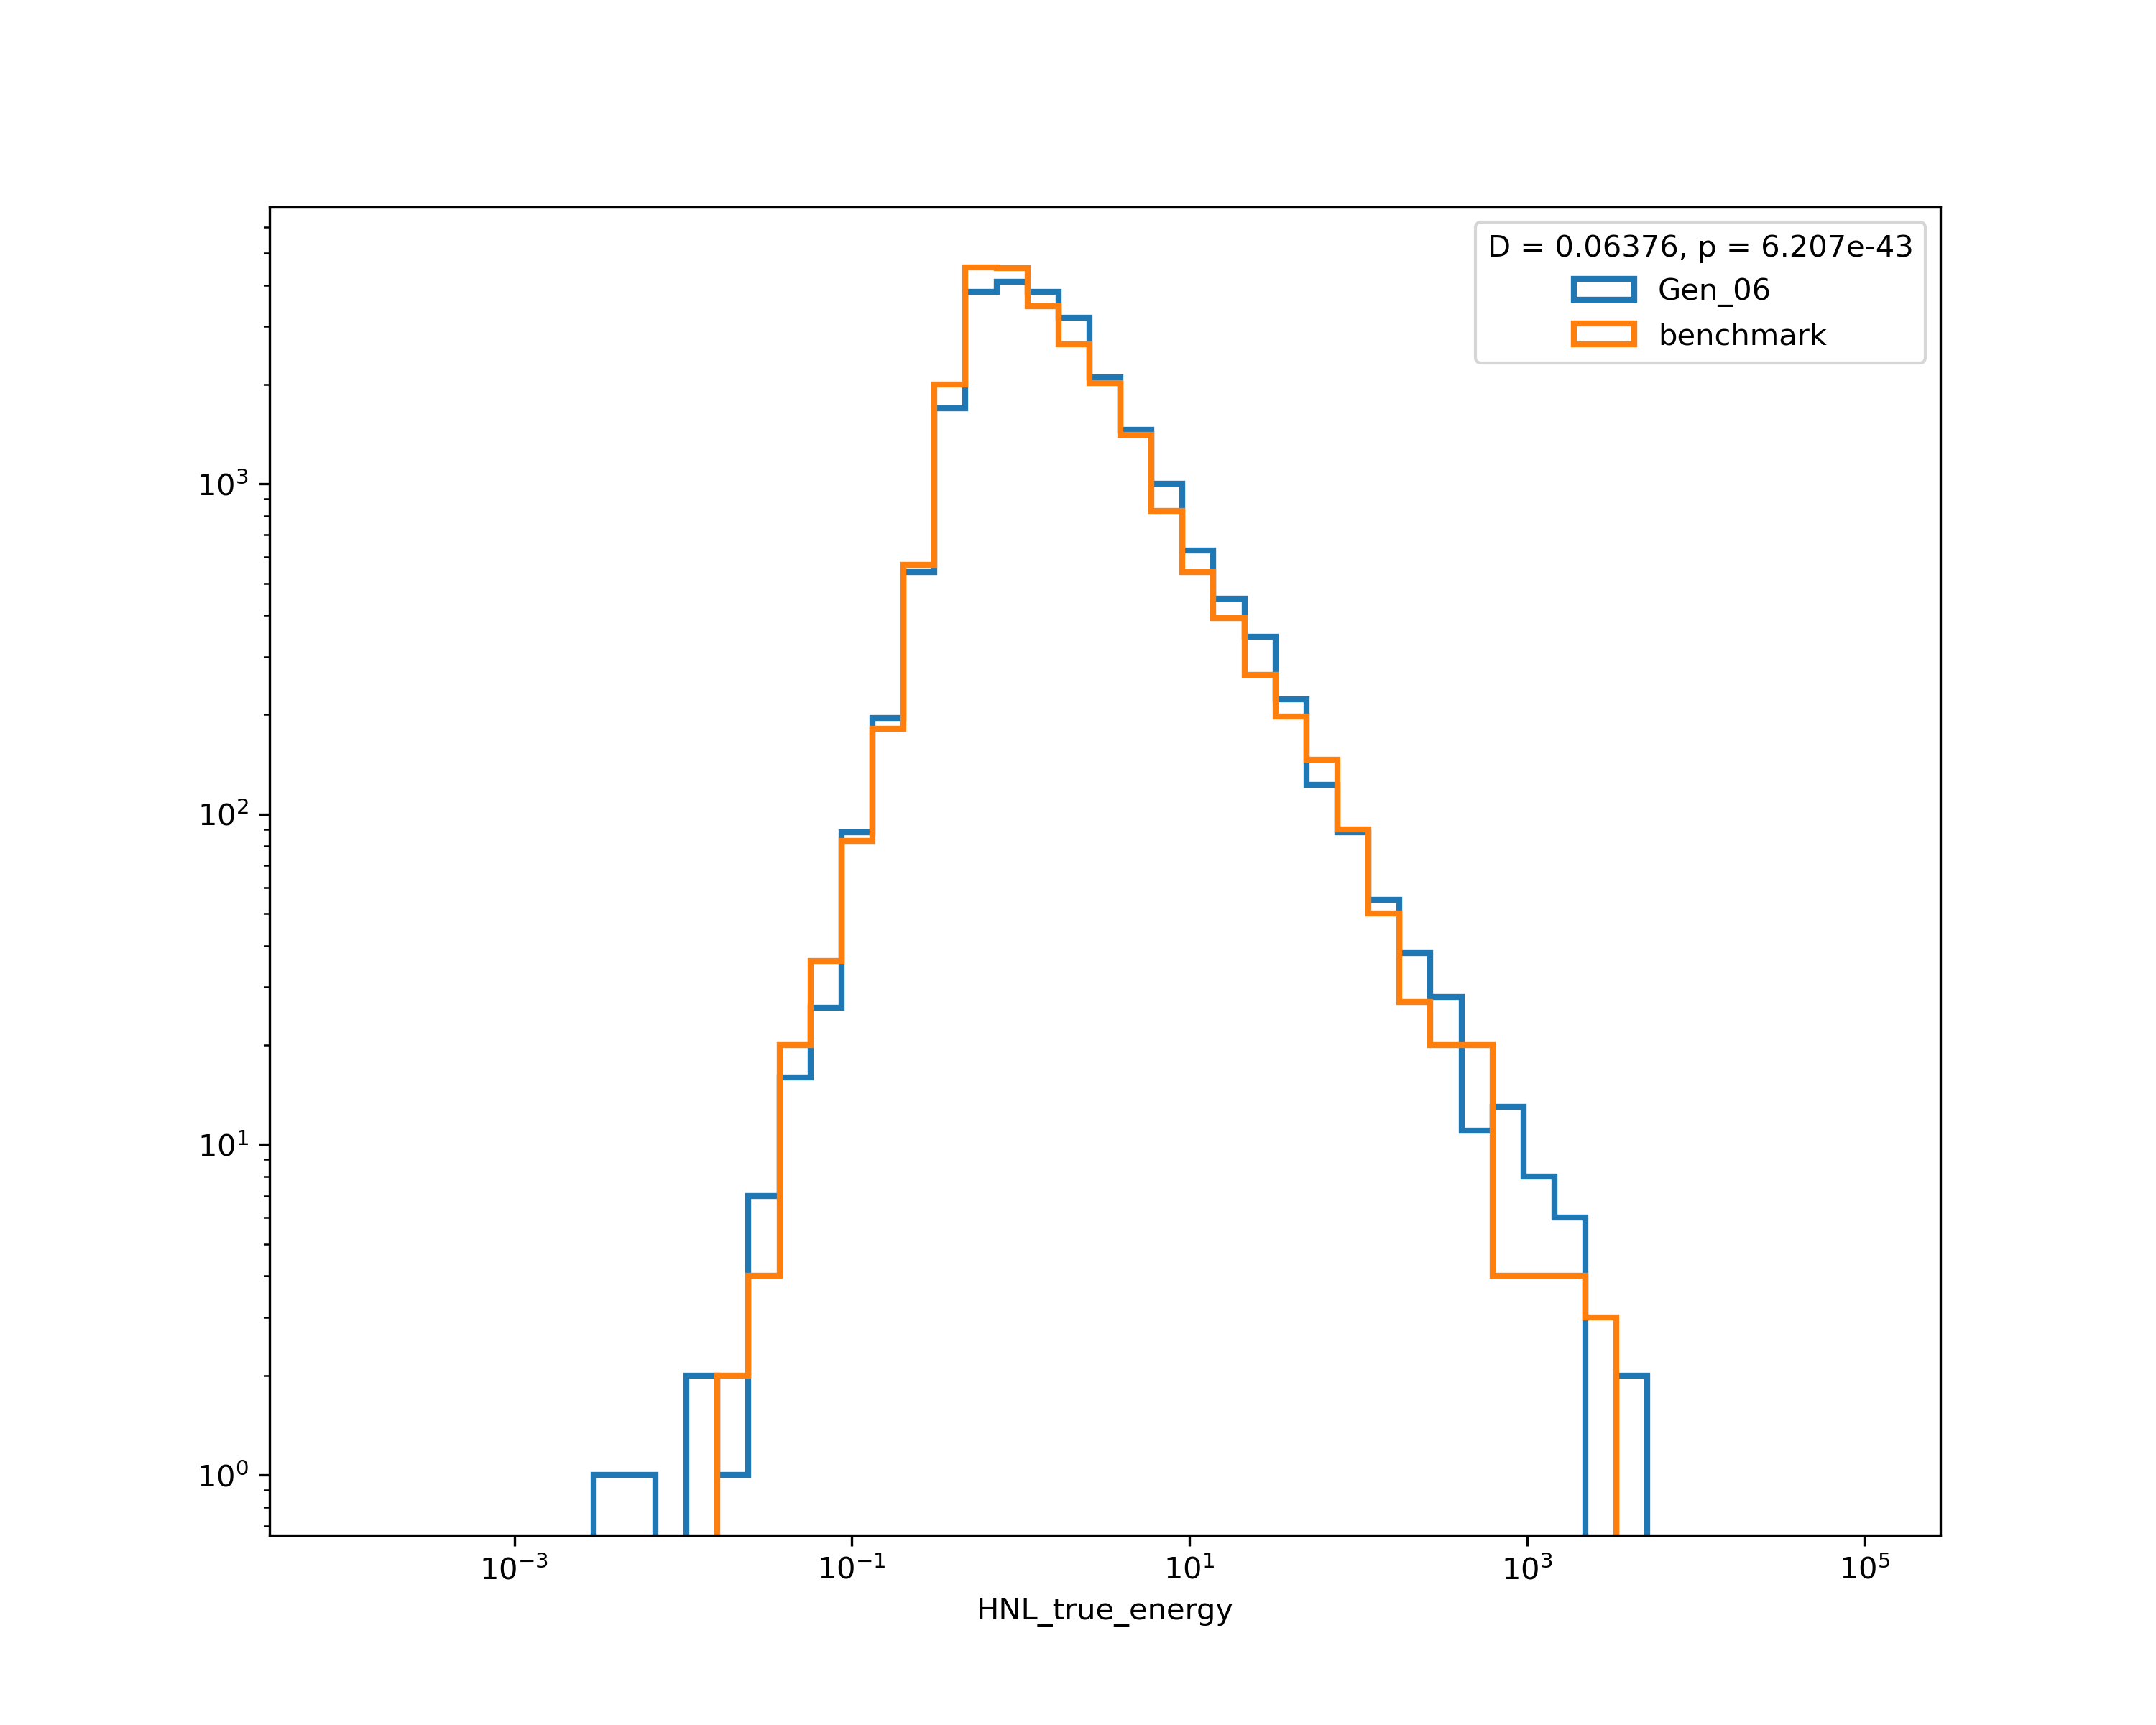 D = 0.06376, p = 6.207e-43
Gen_06
benchmark
10³
10²
10¹
10⁰
10⁻³ 10⁻¹ 10¹ 10³ 10⁵
HNL_true_energy